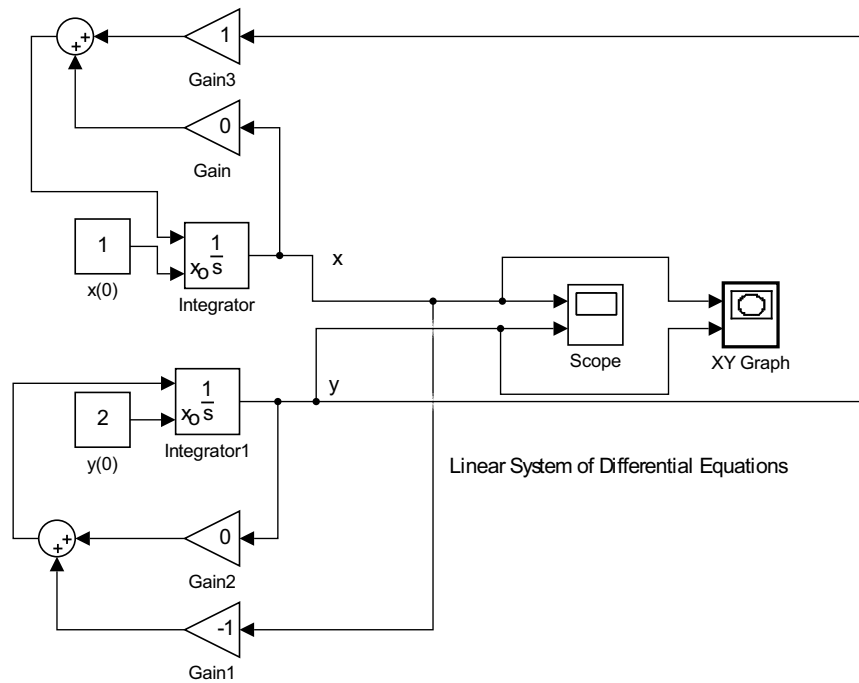 1
+
+
Gain3
0
Gain
1
x(0)
1
s
xo
Integrator
x
Scope
XY Graph
y
2
y(0)
1
s
xo
Integrator1
Linear System of Differential Equations
+
+
0
Gain2
-1
Gain1